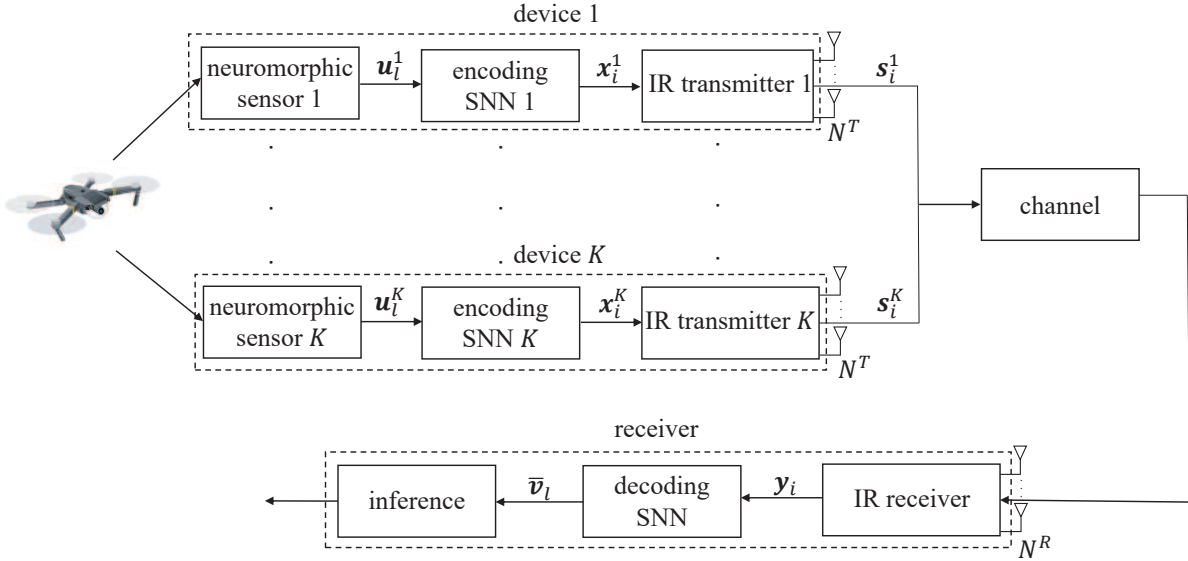 device 1
neuromorphic
sensor 1
𝒖_l^1
encoding
SNN 1
𝒙_i^1
IR transmitter 1
N^T
𝒔_i^1
channel
device K
neuromorphic
sensor K
𝒖_l^K
encoding
SNN K
𝒙_i^K
IR transmitter K
N^T
𝒔_i^K
receiver
inference
𝒗̅_l
decoding
SNN
𝒚_i
IR receiver
N^R